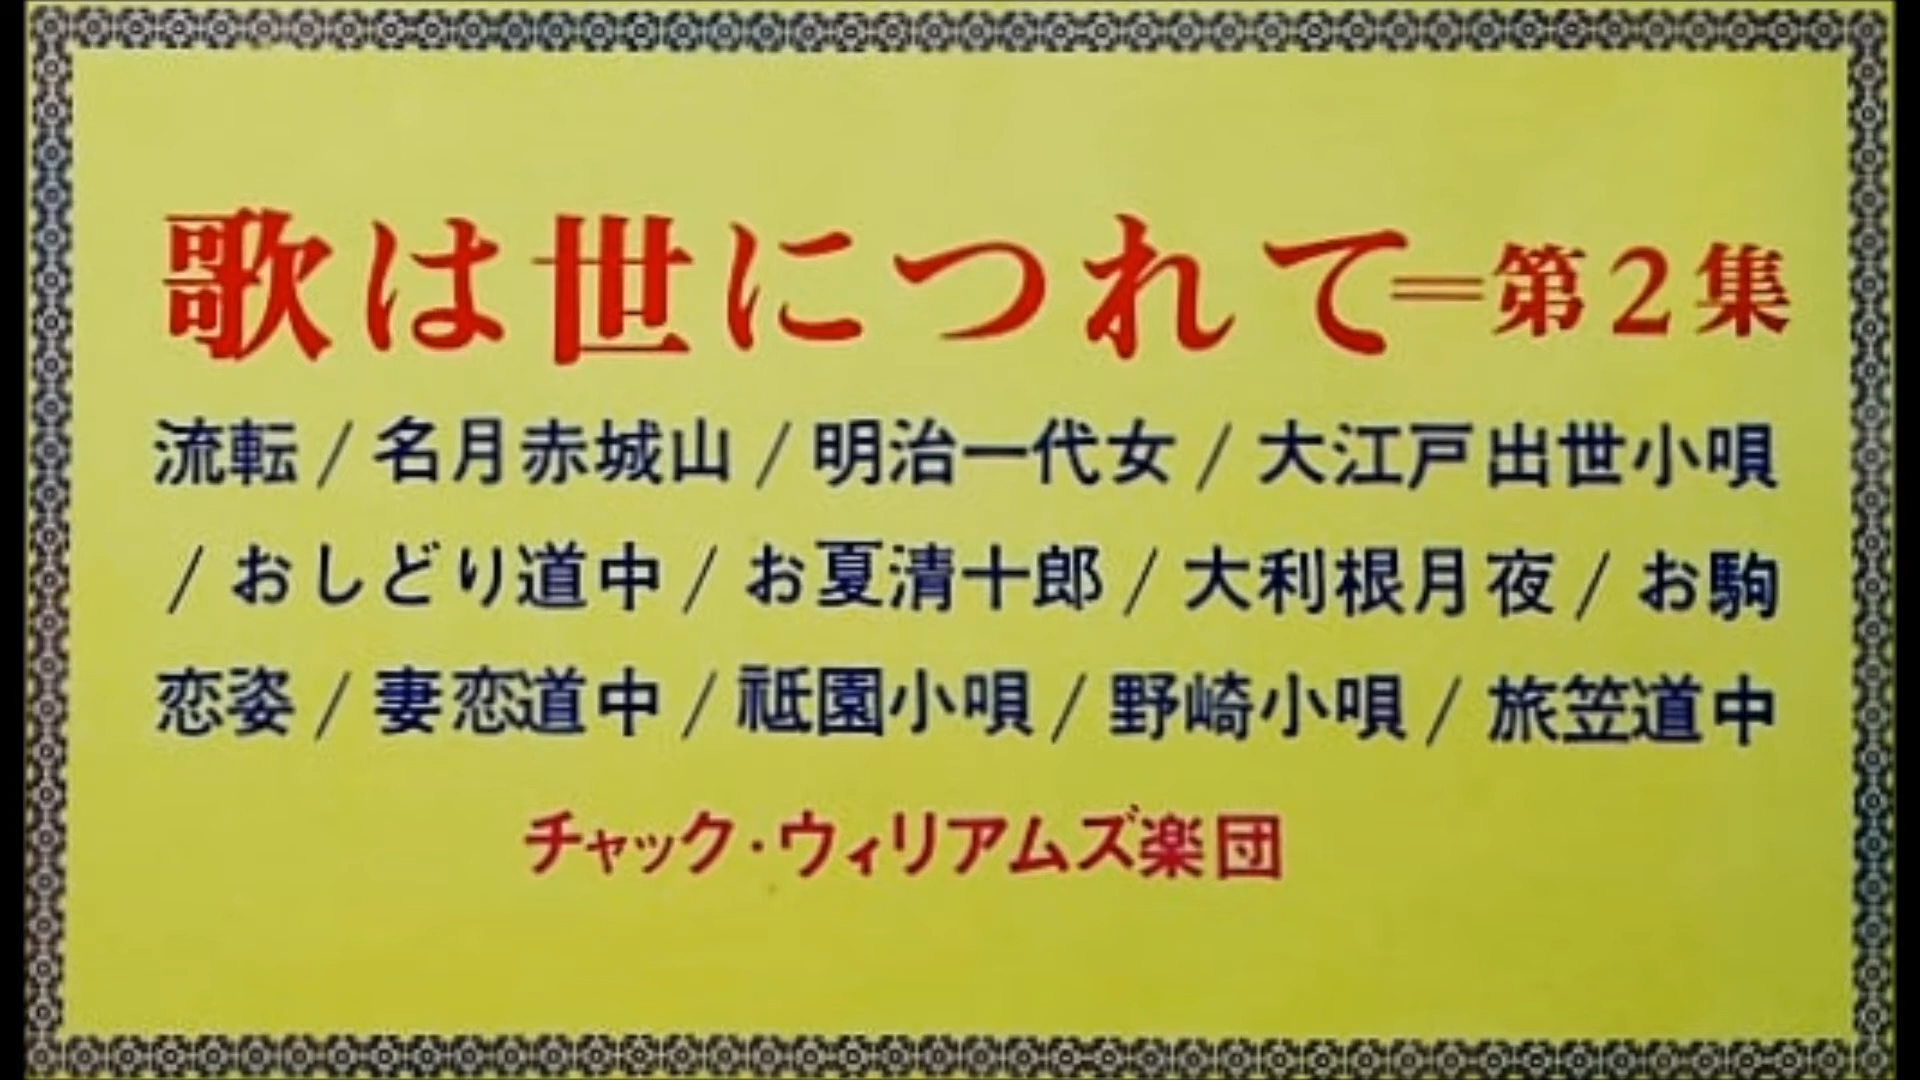 歌は世につれて=第2集
流転/名月赤城山/明治一代女/大江戸出世小唄
/おしどり道中/お夏清十郎/大利根月夜/お駒
恋姿/妻恋道中/祗園小唄/野崎小唄/旅笠道中
チャック・ウィリアムズ楽団